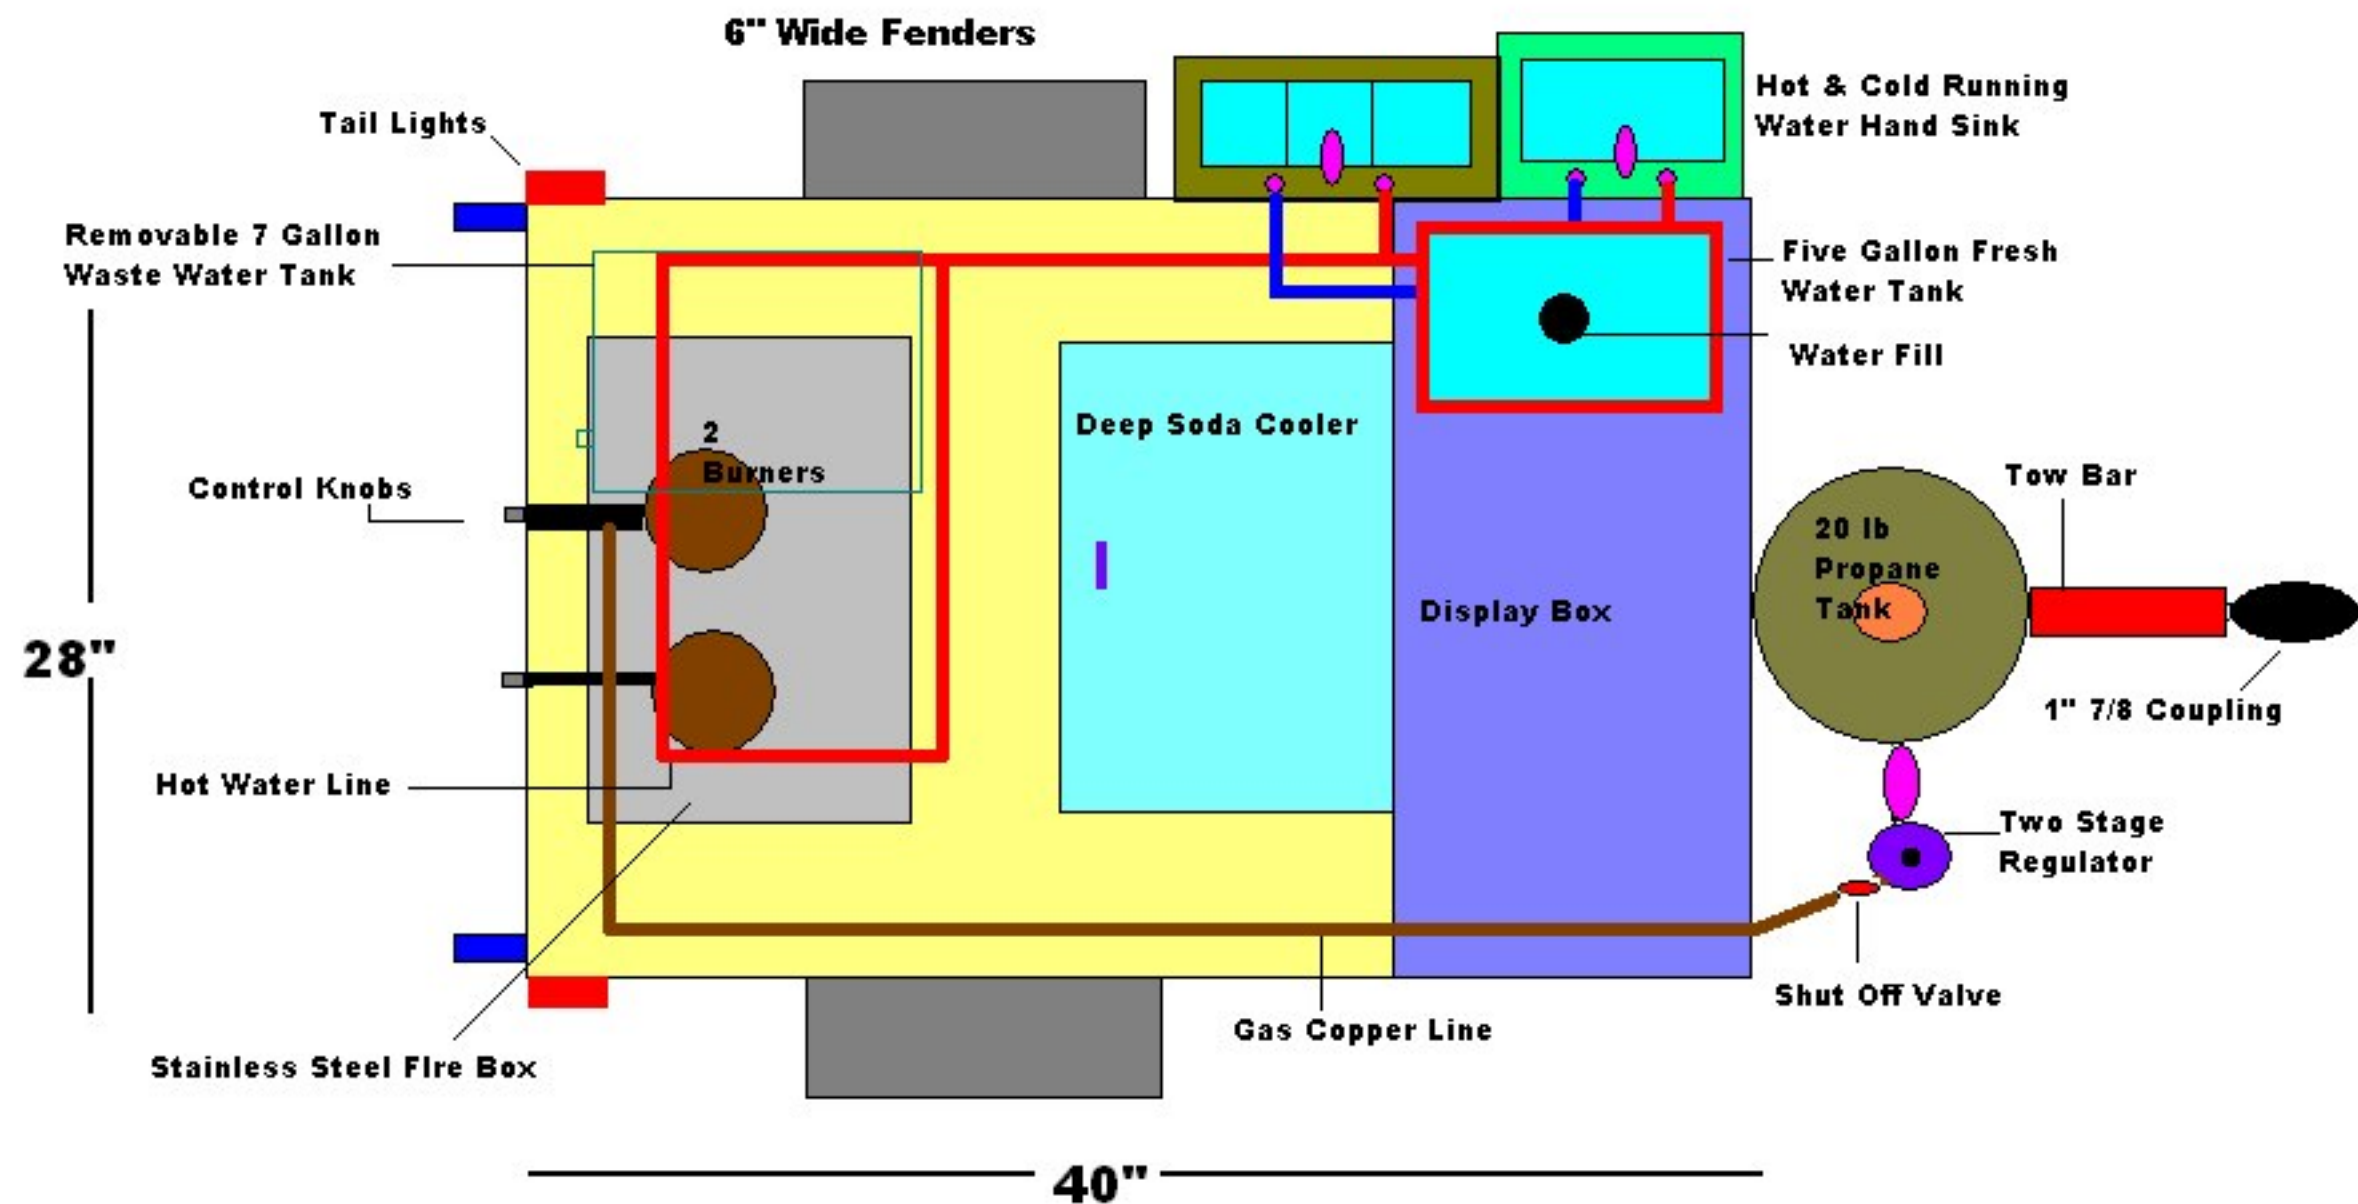 6" Wide Fenders
Tail Lights
Hot & Cold Running
Water Hand Sink
Removable 7 Gallon
Waste Water Tank
Five Gallon Fresh
Water Tank
Water Fill
2
Burners
Deep Soda Cooler
Control Knobs
Tow Bar
20 lb
Propane
Tank
Display Box
28"
1" 7/8 Coupling
Hot Water Line
Two Stage
Regulator
Shut Off Valve
Gas Copper Line
Stainless Steel FIre Box
40"